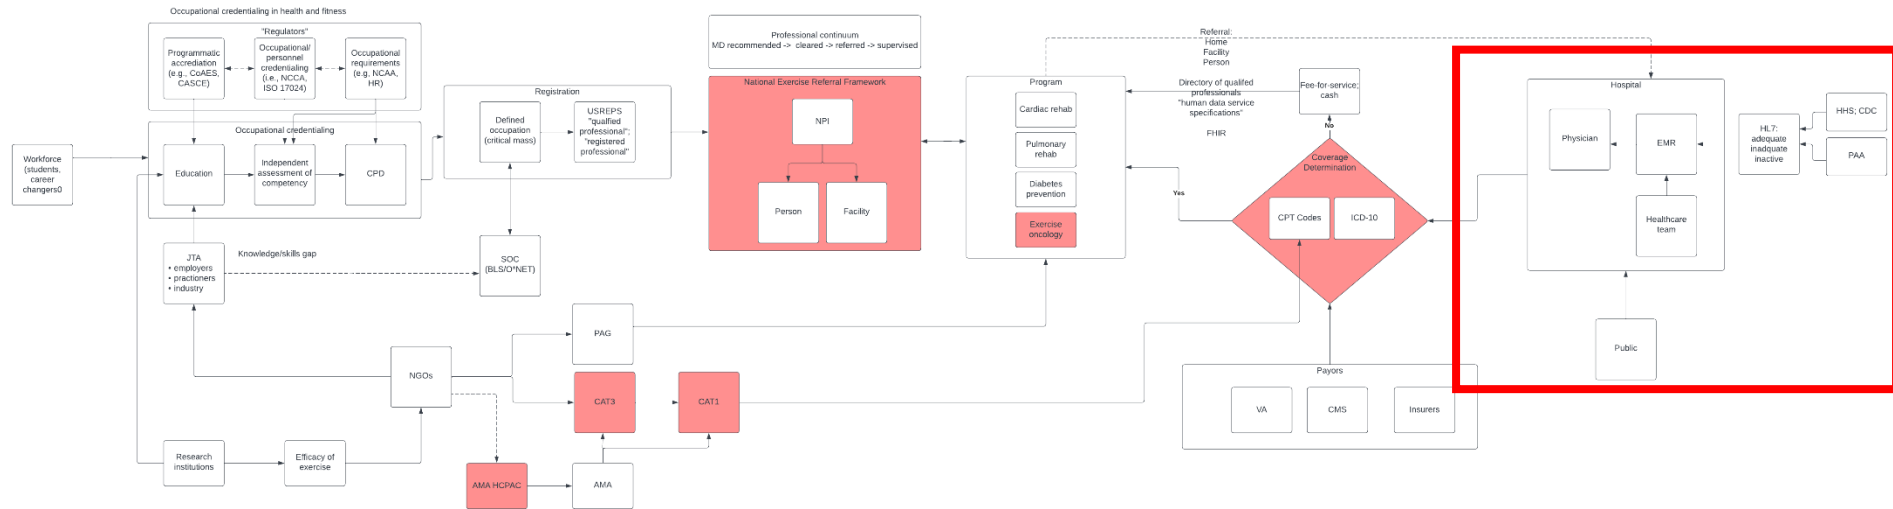 Occupational credentialing in health and fitness
"Regulators"
Programmatic
accrediation
(e.g., CoAES,
CASCE)
Occupational/
personnel
credentialing
(i.e., NCCA,
ISO 17024)
Occupational
requirements
(e.g, NCAA,
HR)
Occupational credentialing
Workforce
(students,
career
changers0
Education
Independent
assessment of
competency
CPD
JTA
• employers
• practioners
• industry
Knowledge/skills gap
Registration
Defined
occupation
(critical mass)
USREPS
"qualfied
professional";
"registered
professional"
SOC
(BLS/O*NET)
Professional continuum
MD recommended -> cleared -> referred -> supervised
National Exercise Referral Framework
NPI
Person
Facility
Program
Cardiac rehab
Pulmonary
rehab
Diabetes
prevention
Exercise
oncology
Referral:
Home
Facility
Person
Directory of qualifed
professionals
"human data service
specifications"
FHIR
Fee-for-service;
cash
No
Yes
Coverage
Determination
CPT Codes
ICD-10
Hospital
Physician
EMR
Healthcare
team
HL7:
adequate
inadquate
inactive
HHS; CDC
PAA
Public
Payors
VA
CMS
Insurers
PAG
NGOs
CAT3
CAT1
Research
institutions
Efficacy of
exercise
AMA HCPAC
AMA